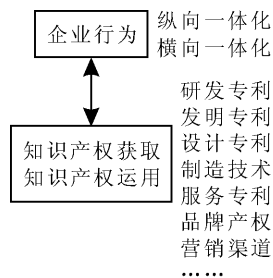 企业行为
纵向一体化
横向一体化
知识产权获取
知识产权运用
研发专利
发明专利
设计专利
制造技术
服务专利
品牌产权
营销渠道
……